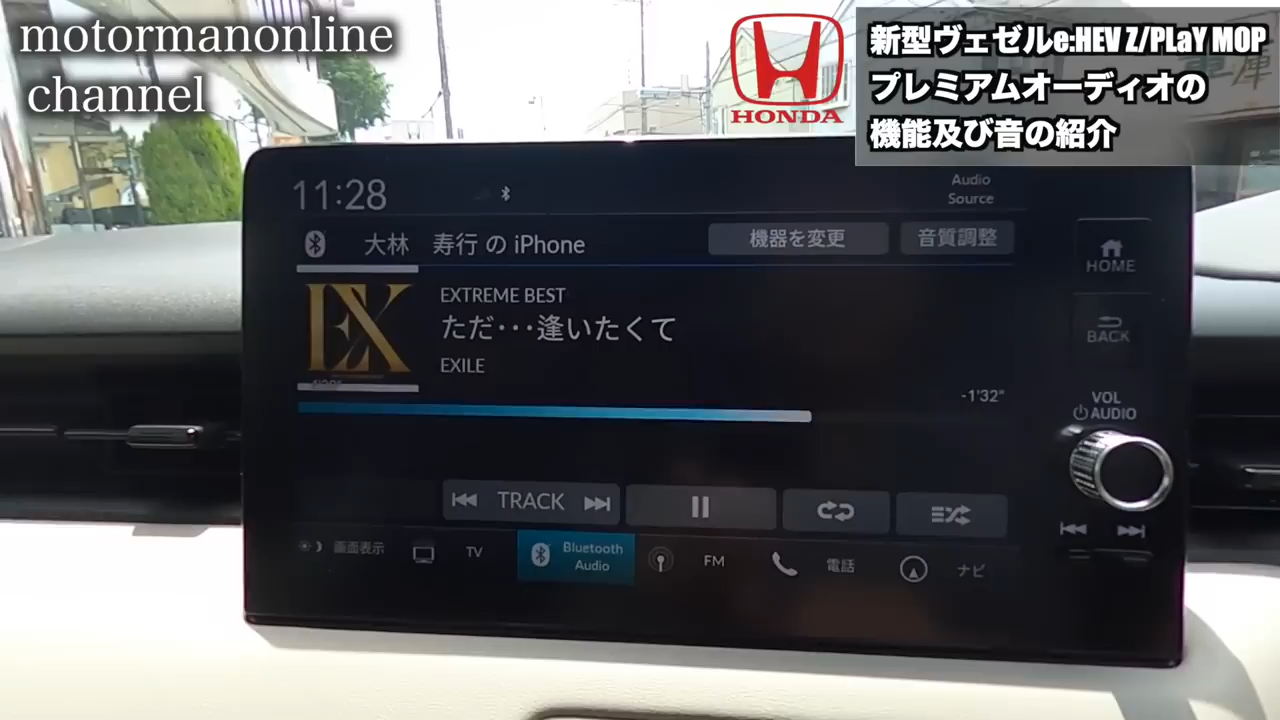 motormanonline
channel
HONDA
新型ヴェゼルe:HEV Z/PLaY MOP
プレミアムオーディオの
機能及び音の紹介
11:28
Audio
Source
大林 寿行 の iPhone
機器を変更
音質調整
HOME
EX
EXTREME BEST
ただ･･･逢いたくて
EXILE
BACK
-1'32"
VOL
AUDIO
TRACK
画面表示
TV
Bluetooth
Audio
FM
電話
ナビ